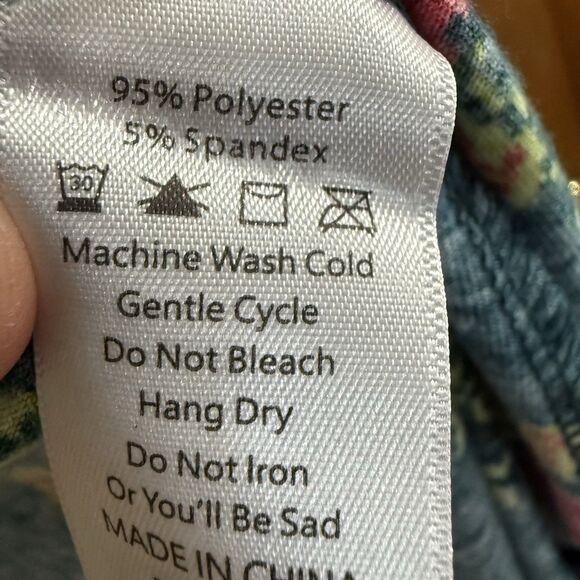 95% Polyester
5% Spandex
30
Machine Wash Cold
Gentle Cycle
Do Not Bleach
Hang Dry
Do Not Iron
Or You'll Be Sad
MADE IN CHINA